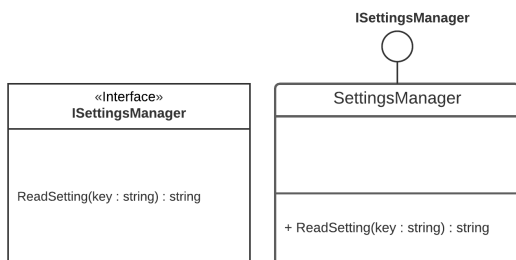 ISettingsManager
«Interface»
ISettingsManager
ReadSetting(key : string) : string
SettingsManager
+ ReadSetting(key : string) : string